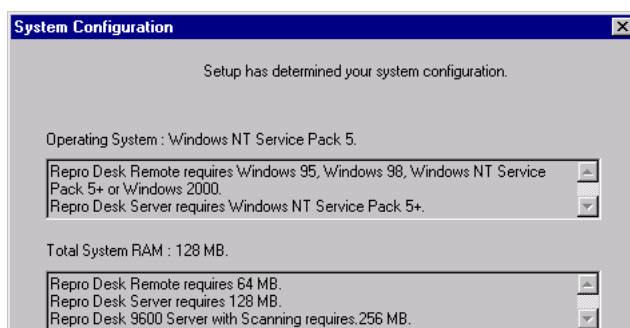 System Configuration
Setup has determined your system configuration.
Operating System : Windows NT Service Pack 5.
Repro Desk Remote requires Windows 95, Windows 98, Windows NT Service
Pack 5+ or Windows 2000.
Repro Desk Server requires Windows NT Service Pack 5+.
Total System RAM : 128 MB.
Repro Desk Remote requires 64 MB.
Repro Desk Server requires 128 MB.
Repro Desk 9600 Server with Scanning requires.256 MB.